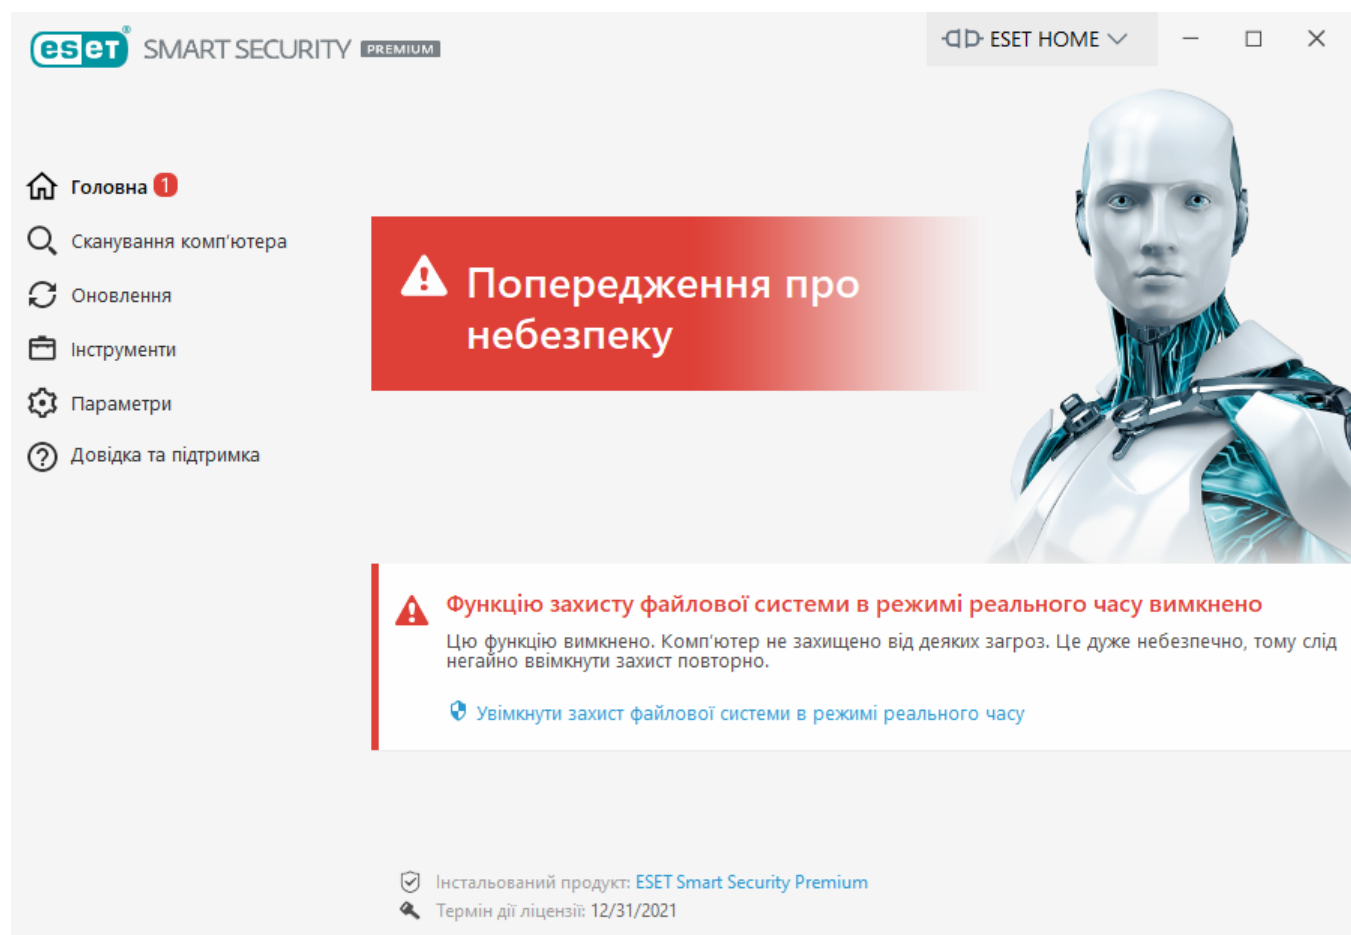 eset® SMART SECURITY PREMIUM
ESET HOME
Головна 1
Сканування комп'ютера
Оновлення
Інструменти
Параметри
Довідка та підтримка
Попередження про
небезпеку
Функцію захисту файлової системи в режимі реального часу вимкнено
Цю функцію вимкнено. Комп'ютер не захищено від деяких загроз. Це дуже небезпечно, тому слід
негайно ввімкнути захист повторно.
Увімкнути захист файлової системи в режимі реального часу
Інстальований продукт: ESET Smart Security Premium
Термін дії ліцензії: 12/31/2021